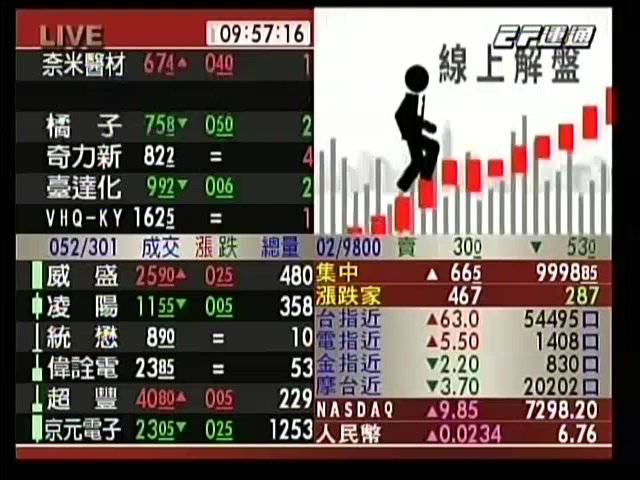 LIVE 09:57:16
奈米醫材 674▲ 040 1
橘子 758▼ 050 2
奇力新 822 = 4
臺達化 992▼ 006 2
VHQ-KY 1625 = 1
052/301 成交 漲跌 總量
威盛 2590▲ 025 480
凌陽 1155▼ 005 358
統懋 890 = 10
偉詮電 2385 = 53
超豐 4080▲ 005 229
京元電子 2305▼ 025 1253
CF電通
線上解盤
02/9800 賣 300 ▼ 530
集中 ▲ 665 999885
漲跌家 467 287
台指近 ▲63.0 54495口
電指近 ▲5.50 1408口
金指近 ▼2.20 830口
摩台近 ▼3.70 20202口
NASDAQ ▲9.85 7298.20
人民幣 ▲0.0234 6.76